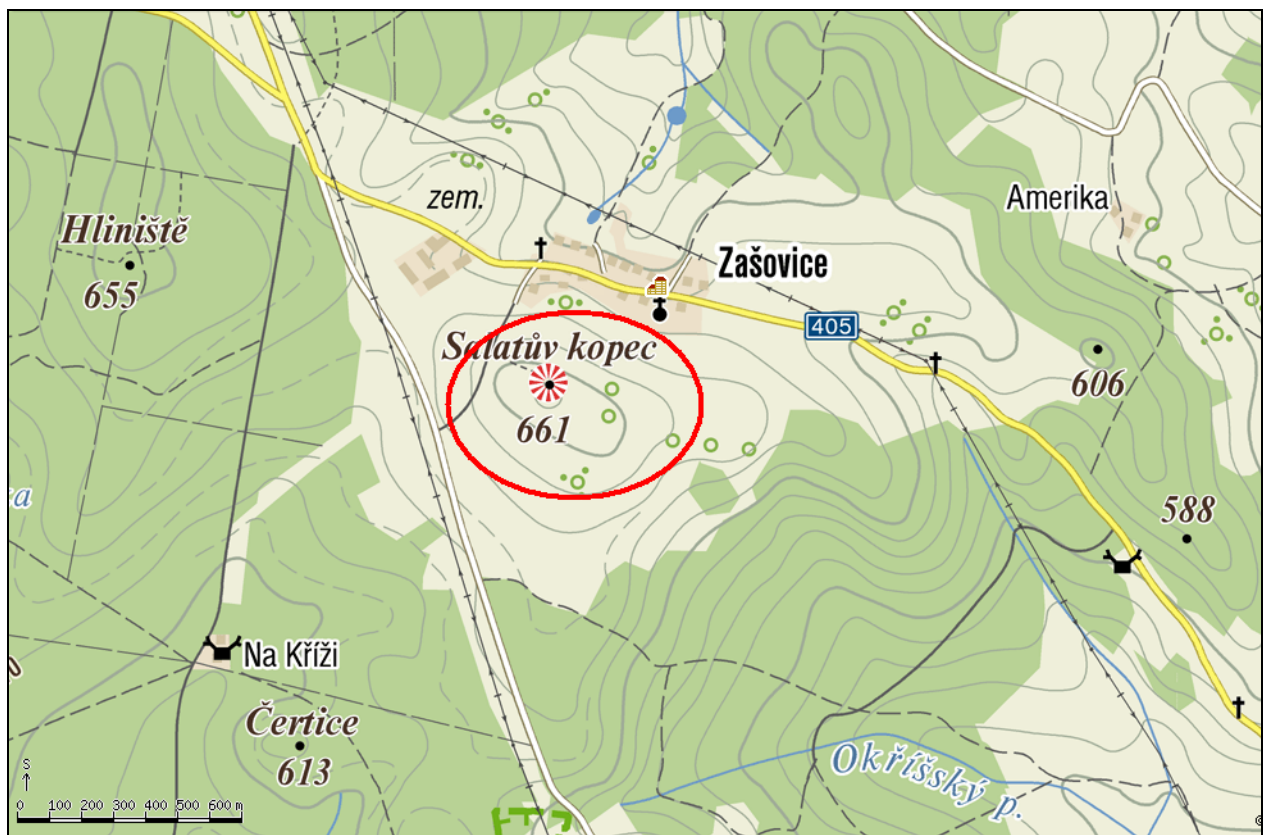 zem.
Amerika
Hliniště
655
Zašovice
405
Salatův kopec
661
606
588
Na Kříži
Čertice
613
Okříšský p.
S
0 100 200 300 400 500 600 m